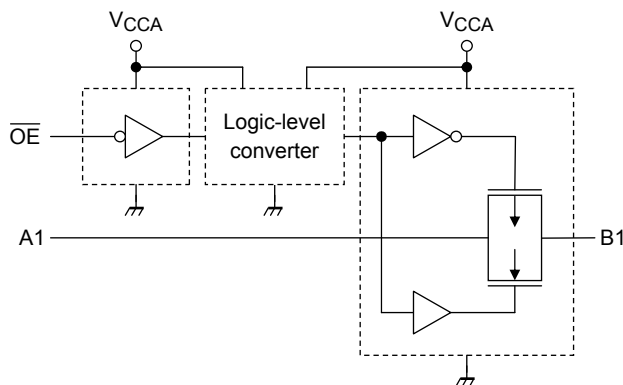 VCCA
VCCA
OE
Logic-level
converter
A1
B1